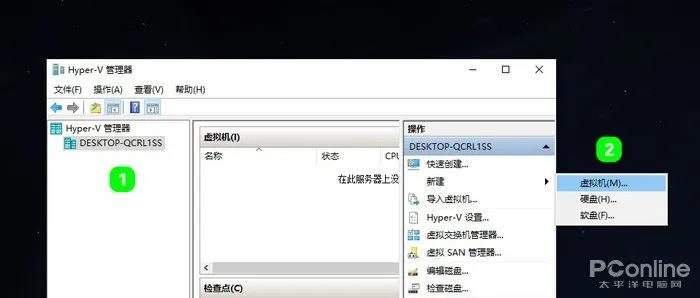 Hyper-V 管理器
文件(F) 操作(A) 查看(V) 帮助(H)
Hyper-V 管理器
DESKTOP-QCRL1SS
1
虚拟机(I)
名称 状态 CPU
在此服务器上没
检查点(C)
操作
DESKTOP-QCRL1SS
快速创建...
新建
导入虚拟机...
Hyper-V 设置...
虚拟交换机管理器...
虚拟 SAN 管理器...
编辑磁盘...
检查磁盘...
2
虚拟机(M)...
硬盘(H)...
软盘(F)...
PConline
太平洋电脑网